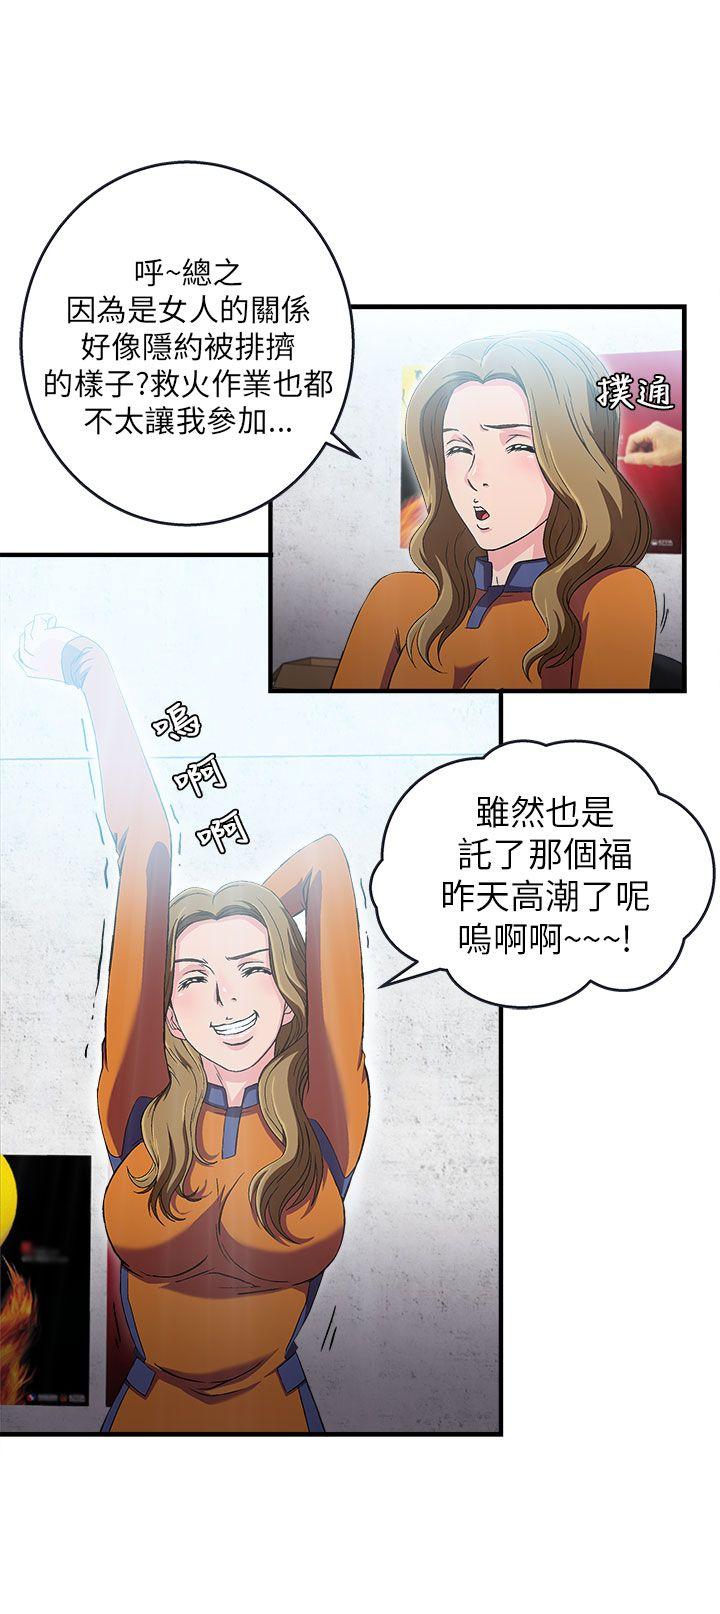 呼~總之
因為是女人的關係
好像隱約被排擠
的樣子?救火作業也都
不太讓我參加...
撲通
嗚
啊
啊
雖然也是
託了那個福
昨天高潮了呢
嗚啊啊~~~!